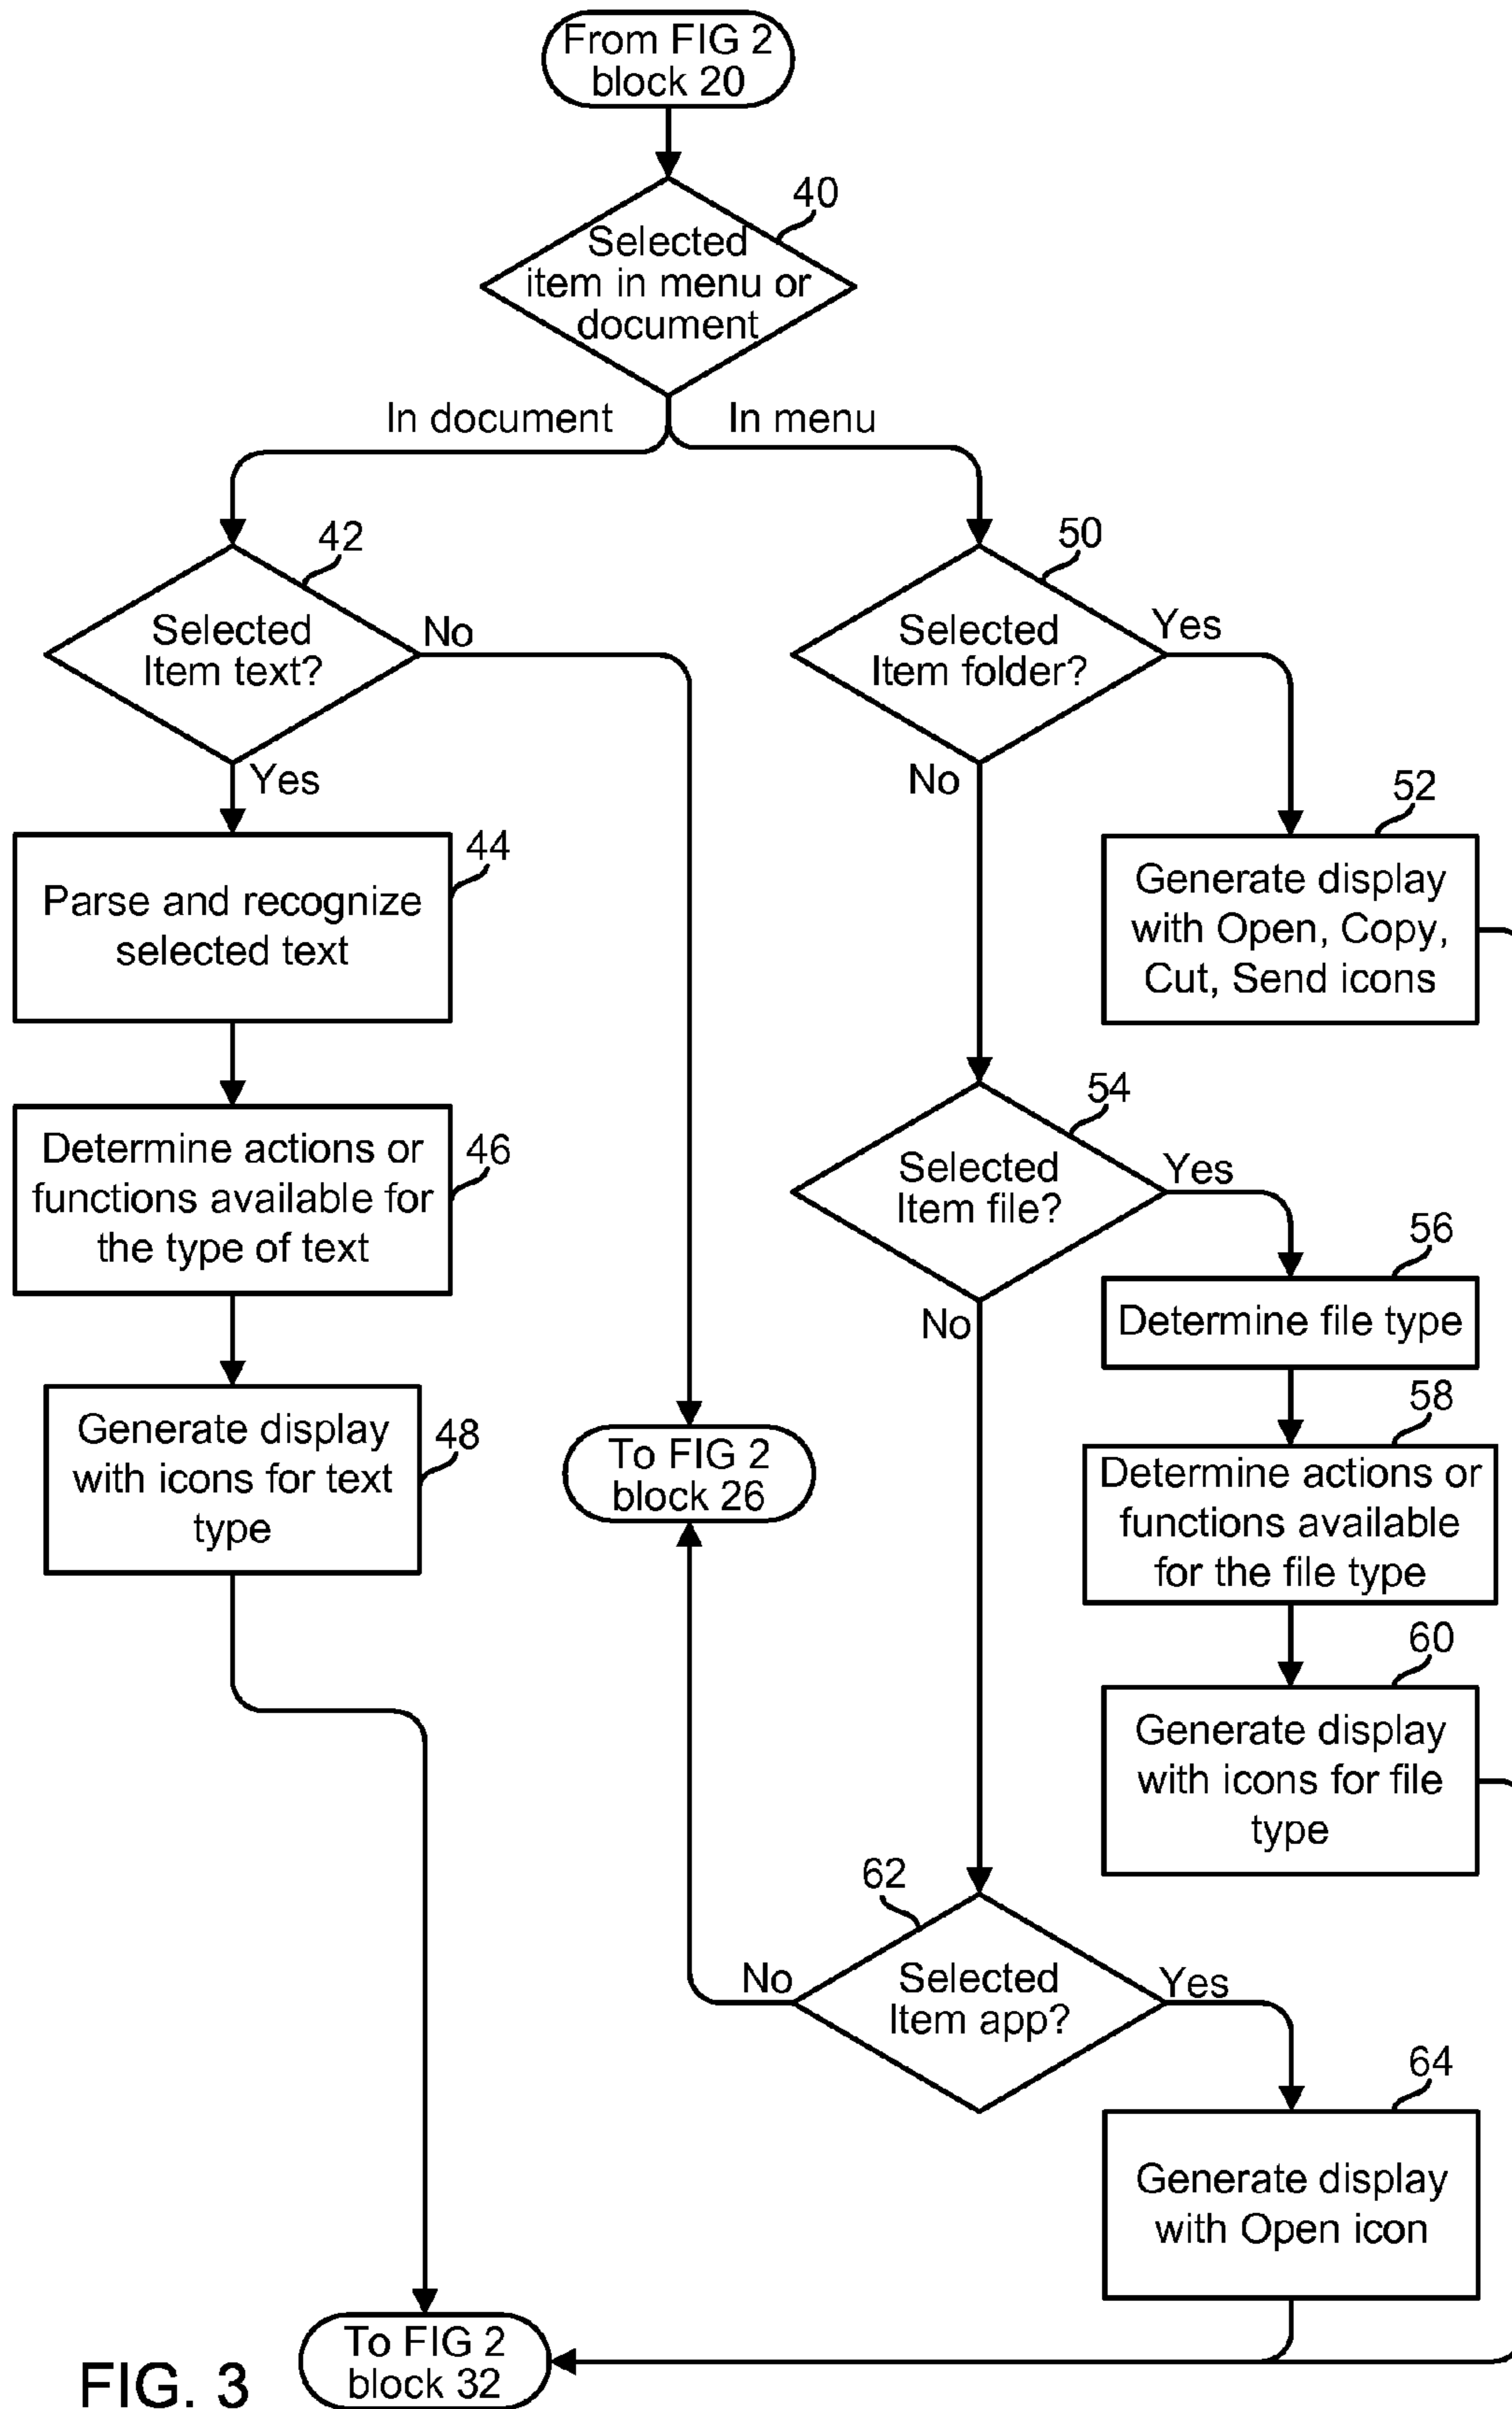 From FIG 2
block 20
40
Selected
item in menu or
document
In document
In menu
42
Selected
Item text?
No
Yes
50
Selected
Item folder?
Yes
No
44
Parse and recognize
selected text
52
Generate display
with Open, Copy,
Cut, Send icons
46
Determine actions or
functions available for
the type of text
54
Selected
Item file?
Yes
No
56
Determine file type
48
Generate display
with icons for text
type
To FIG 2
block 26
58
Determine actions or
functions available
for the file type
60
Generate display
with icons for file
type
62
Selected
Item app?
No
Yes
64
Generate display
with Open icon
To FIG 2
block 32
FIG. 3